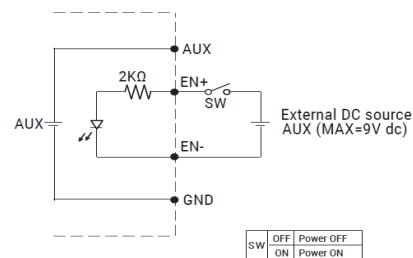 AUX
2KΩ
EN+
SW
AUX
External DC source
AUX (MAX=9V dc)
EN-
GND
SW OFF Power OFF
ON Power ON